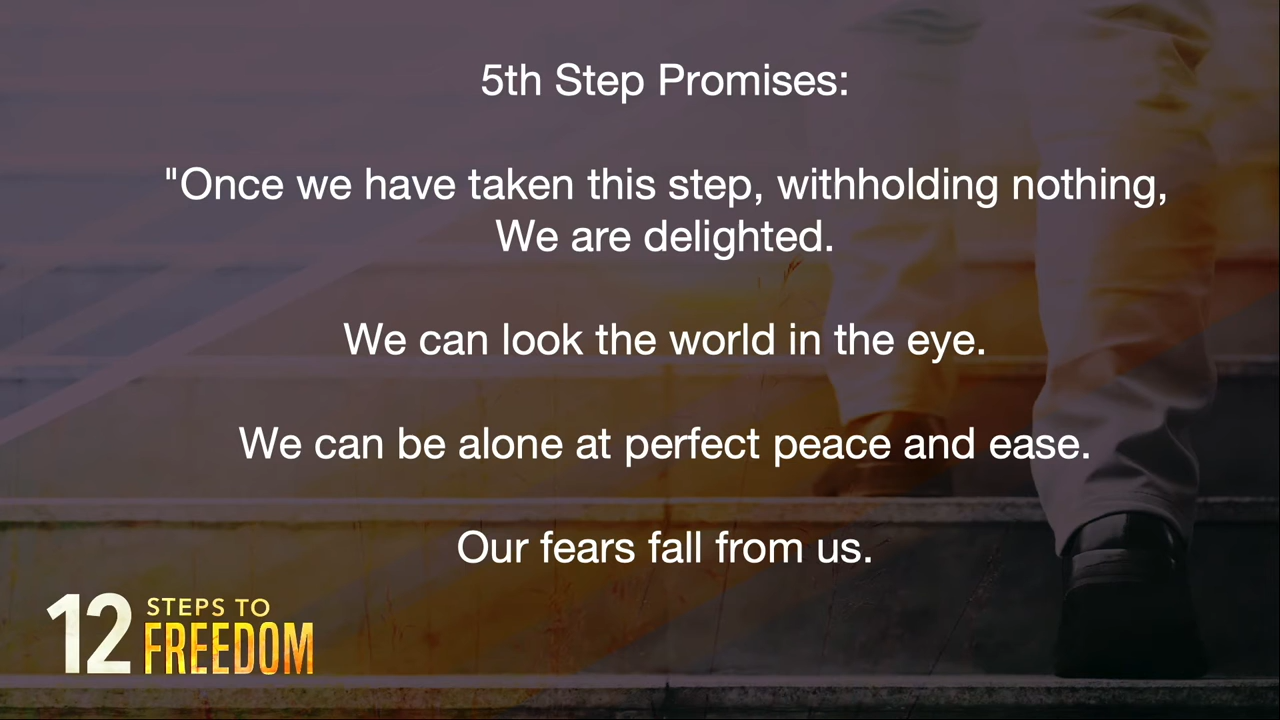 5th Step Promises:
"Once we have taken this step, withholding nothing,
We are delighted.
We can look the world in the eye.
We can be alone at perfect peace and ease.
Our fears fall from us.
12 STEPS TO
FREEDOM